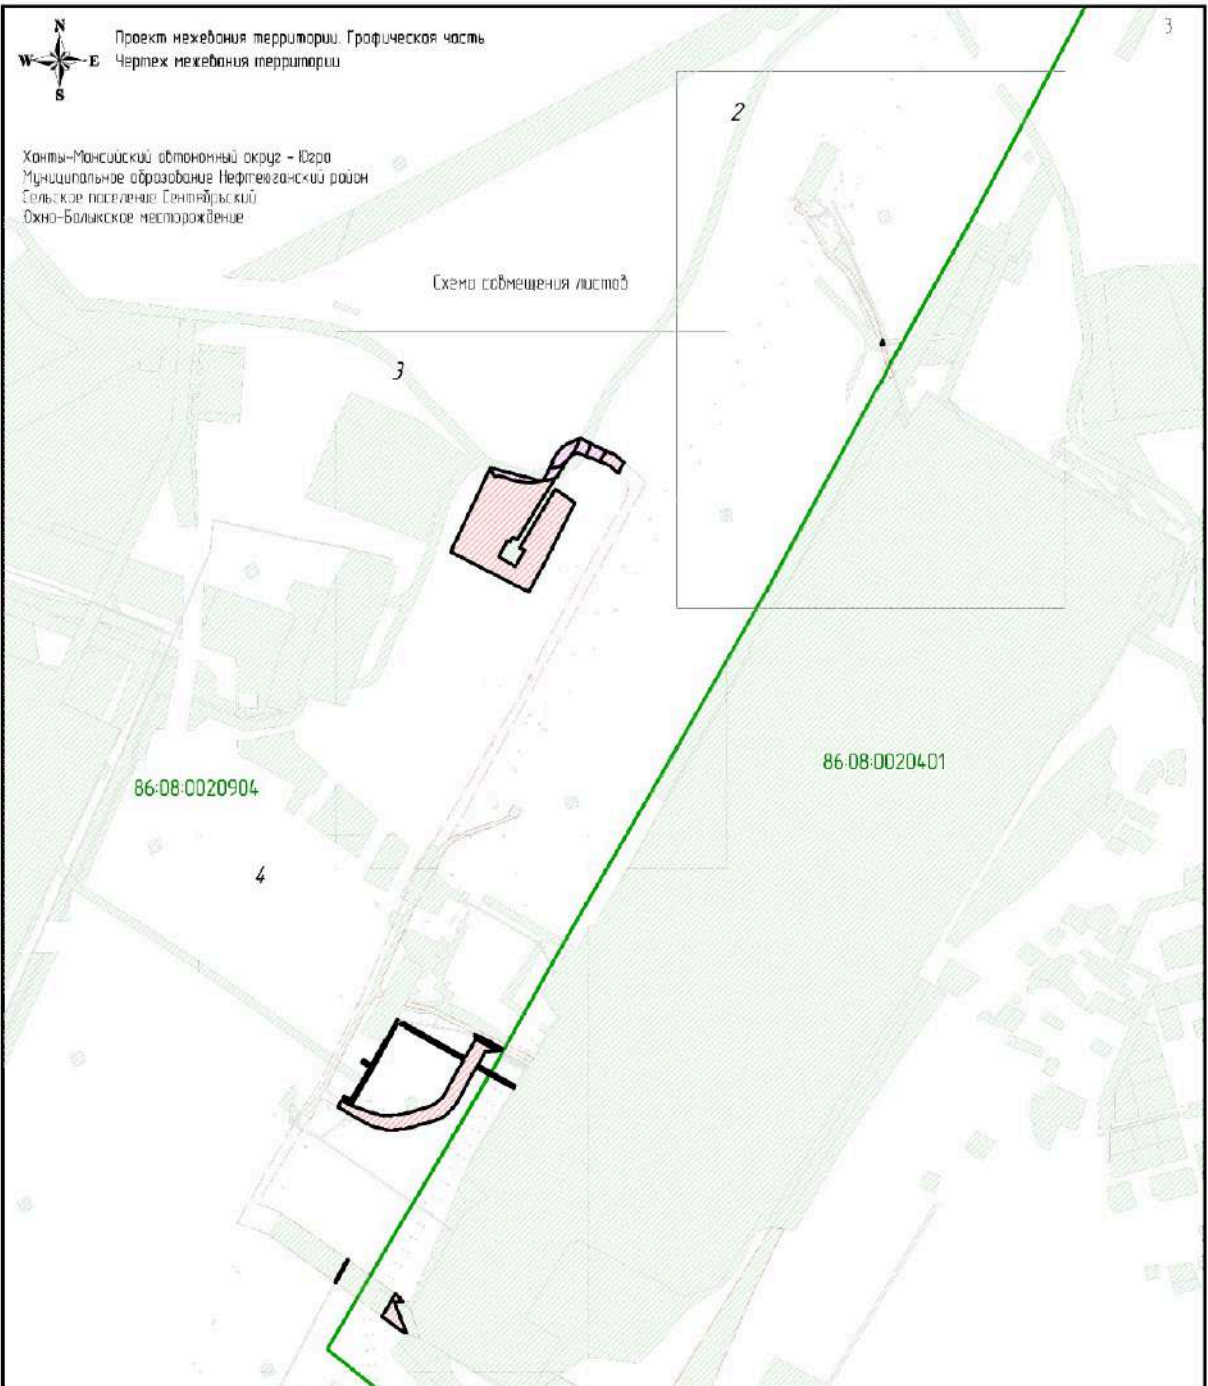 3
N
W E
S
Проект межевания территории. Графическая часть
Чертеж межевания территории
2
Ханты-Мансийский автономный округ - Югра
Муниципальное образование Нефтеюганский район
Сельское поселение Сентябрьский
Южно-Балыкское месторождение
Схема совмещения листов
3
86:08:0020401
86:08:0020904
4